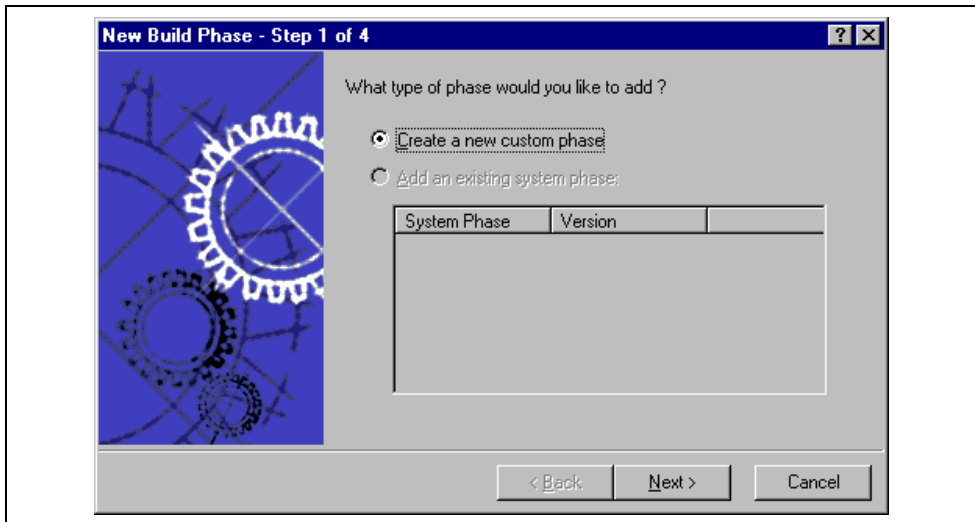 New Build Phase - Step 1 of 4
What type of phase would you like to add ?
Create a new custom phase
Add an existing system phase:
System Phase Version
< Back Next > Cancel